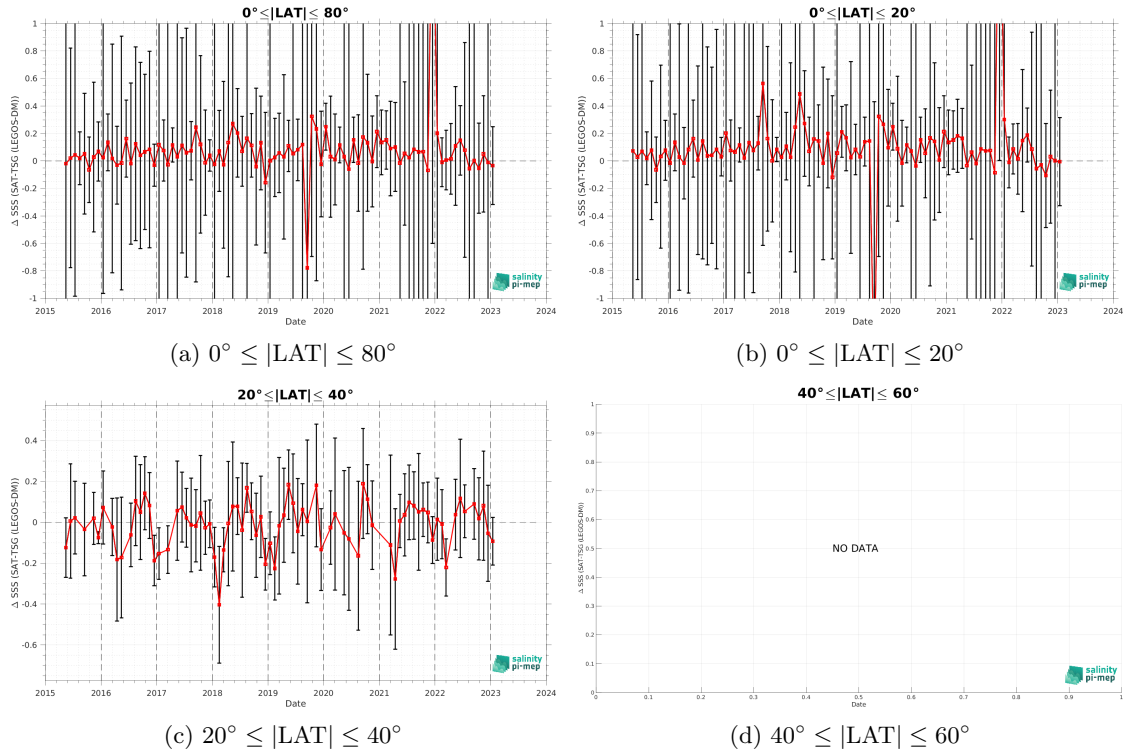 0°≤|LAT|≤ 80°
Δ SSS (SAT-TSG (LEGOS-DM))
1
0.8
0.6
0.4
0.2
0
-0.2
-0.4
-0.6
-0.8
-1
2015 2016 2017 2018 2019 2020 2021 2022 2023 2024
Date
salinity
pi-mep
(a) 0° ≤ |LAT| ≤ 80°
0°≤|LAT|≤ 20°
Δ SSS (SAT-TSG (LEGOS-DM))
1
0.8
0.6
0.4
0.2
0
-0.2
-0.4
-0.6
-0.8
-1
2015 2016 2017 2018 2019 2020 2021 2022 2023 2024
Date
salinity
pi-mep
(b) 0° ≤ |LAT| ≤ 20°
20°≤|LAT|≤ 40°
Δ SSS (SAT-TSG (LEGOS-DM))
0.4
0.2
0
-0.2
-0.4
-0.6
2015 2016 2017 2018 2019 2020 2021 2022 2023 2024
Date
salinity
pi-mep
(c) 20° ≤ |LAT| ≤ 40°
40°≤|LAT|≤ 60°
Δ SSS (SAT-TSG (LEGOS-DM))
1
0.9
0.8
0.7
0.6
0.5
0.4
0.3
0.2
0.1
0
NO DATA
0 0.1 0.2 0.3 0.4 0.5 0.6 0.7 0.8 0.9 1
Date
salinity
pi-mep
(d) 40° ≤ |LAT| ≤ 60°